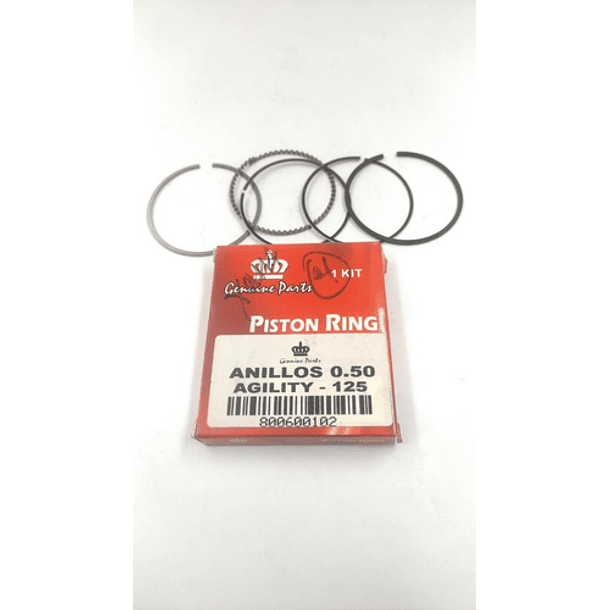 1 KIT
Genuine Parts
PISTON RING
Genuine Parts
ANILLOS 0.50
AGILITY - 125
800600102